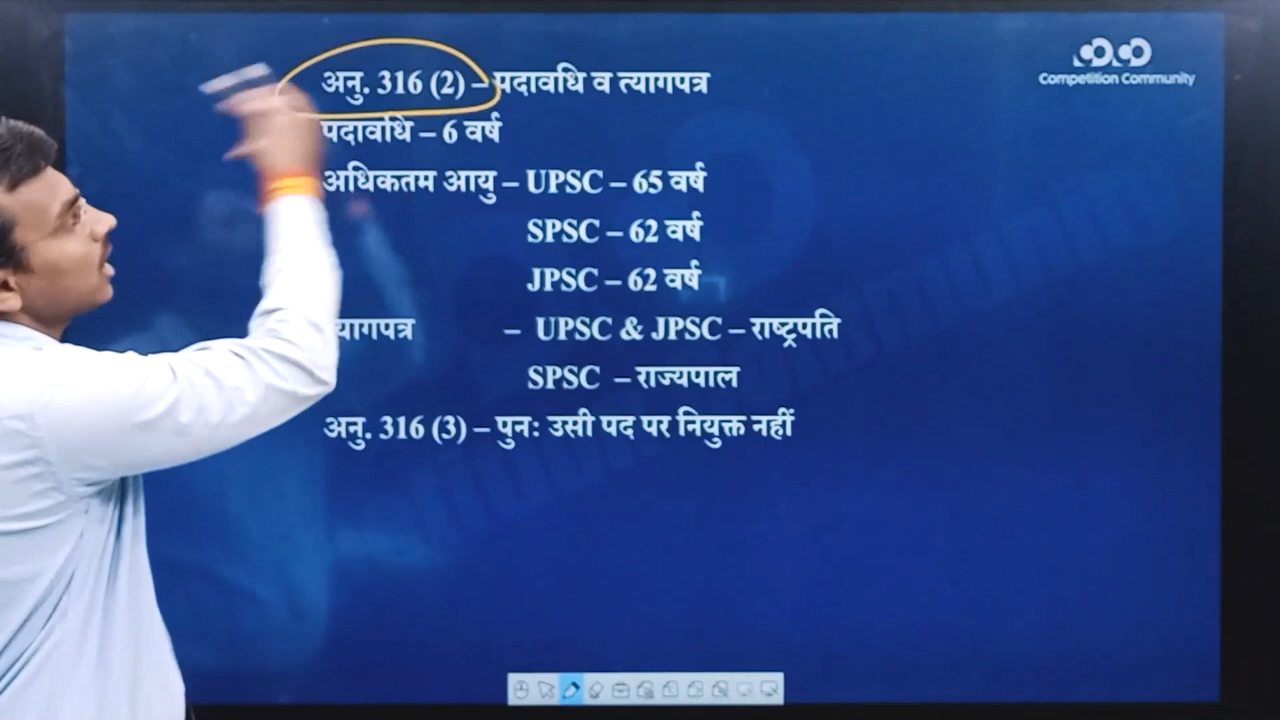 Competition Community
अनु. 316 (2) – पदावधि व त्यागपत्र
पदावधि – 6 वर्ष
अधिकतम आयु – UPSC – 65 वर्ष
SPSC – 62 वर्ष
JPSC – 62 वर्ष
यागपत्र – UPSC & JPSC – राष्ट्रपति
SPSC – राज्यपाल
अनु. 316 (3) – पुनः उसी पद पर नियुक्त नहीं